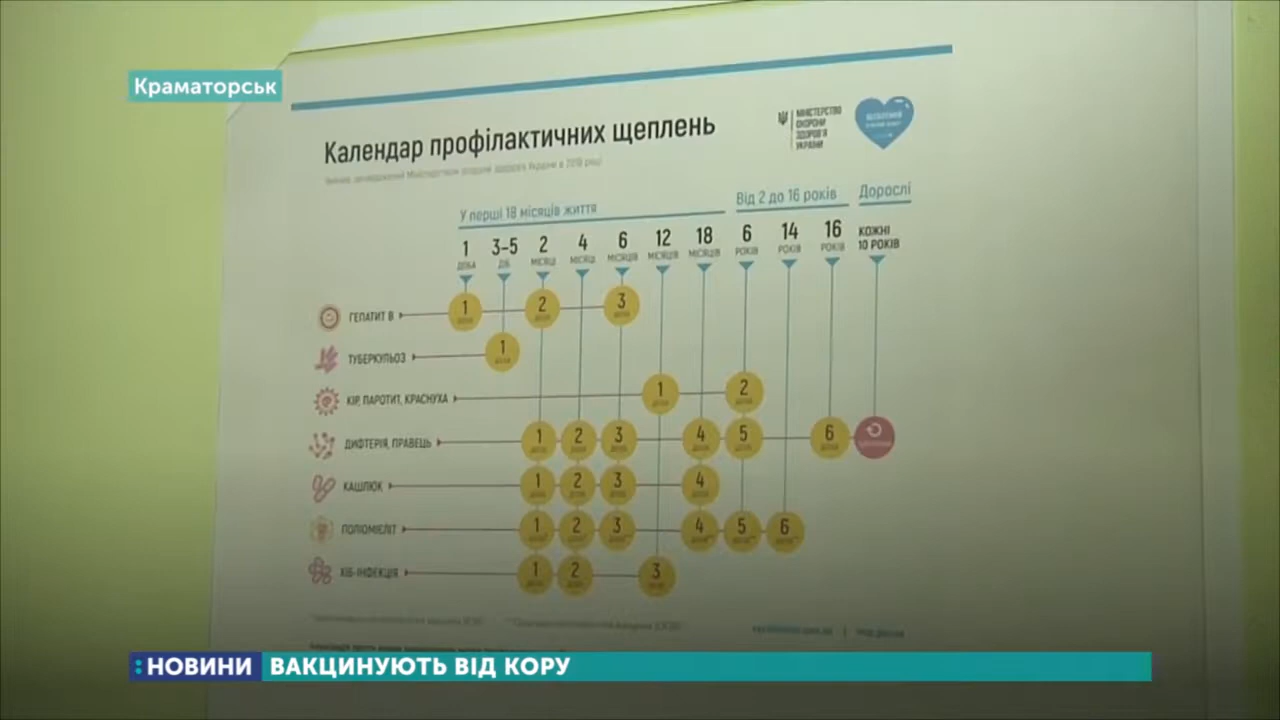 Краматорськ
Календар профілактичних щеплень
МІНІСТЕРСТВО
ОХОРОНИ
ЗДОРОВ'Я
УКРАЇНИ
У перші 18 місяців життя
Від 2 до 16 років
Дорослі
1 3–5 2 4 6 12 18 6 14 16 КОЖНІ
ДОБА ДІБ МІСЯЦІ МІСЯЦІ МІСЯЦІВ МІСЯЦІВ МІСЯЦІВ РОКІВ РОКІВ РОКІВ 10 РОКІВ
ГЕПАТИТ В 1 2 3
ТУБЕРКУЛЬОЗ 1
КІР, ПАРОТИТ, КРАСНУХА 1 2
ДИФТЕРІЯ, ПРАВЕЦЬ 1 2 3 4 5 6
КАШЛЮК 1 2 3 4
ПОЛІОМІЄЛІТ 1 2 3 4 5 6
ХІБ-ІНФЕКЦІЯ 1 2 3
НОВИНИ ВАКЦИНУЮТЬ ВІД КОРУ